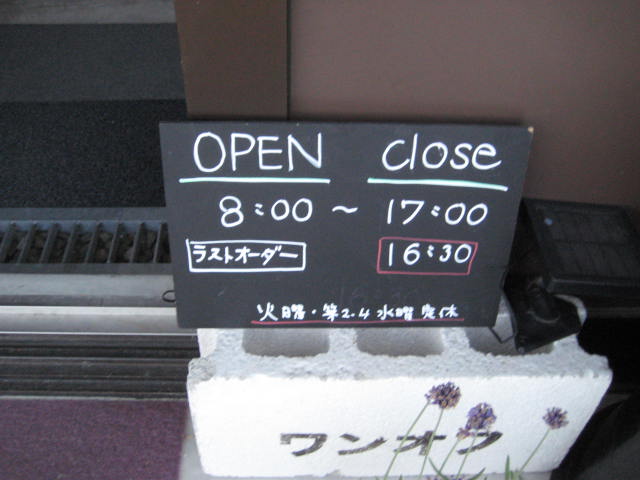 OPEN close
8:00 ~ 17:00
ラストオーダー 16:30
火曜・第2.4 水曜 定休
ワンオフ